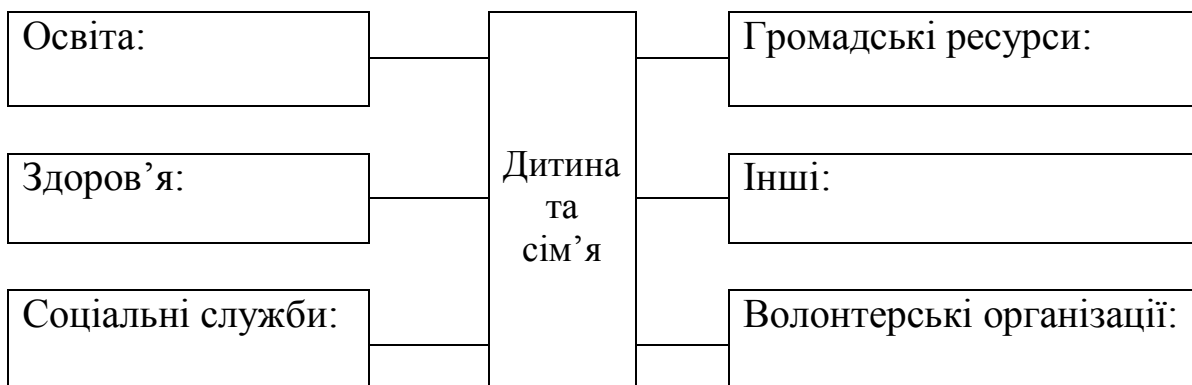 Освіта:
Здоров’я:
Соціальні служби:
Дитина
та
сім’я
Громадські ресурси:
Інші:
Волонтерські організації: